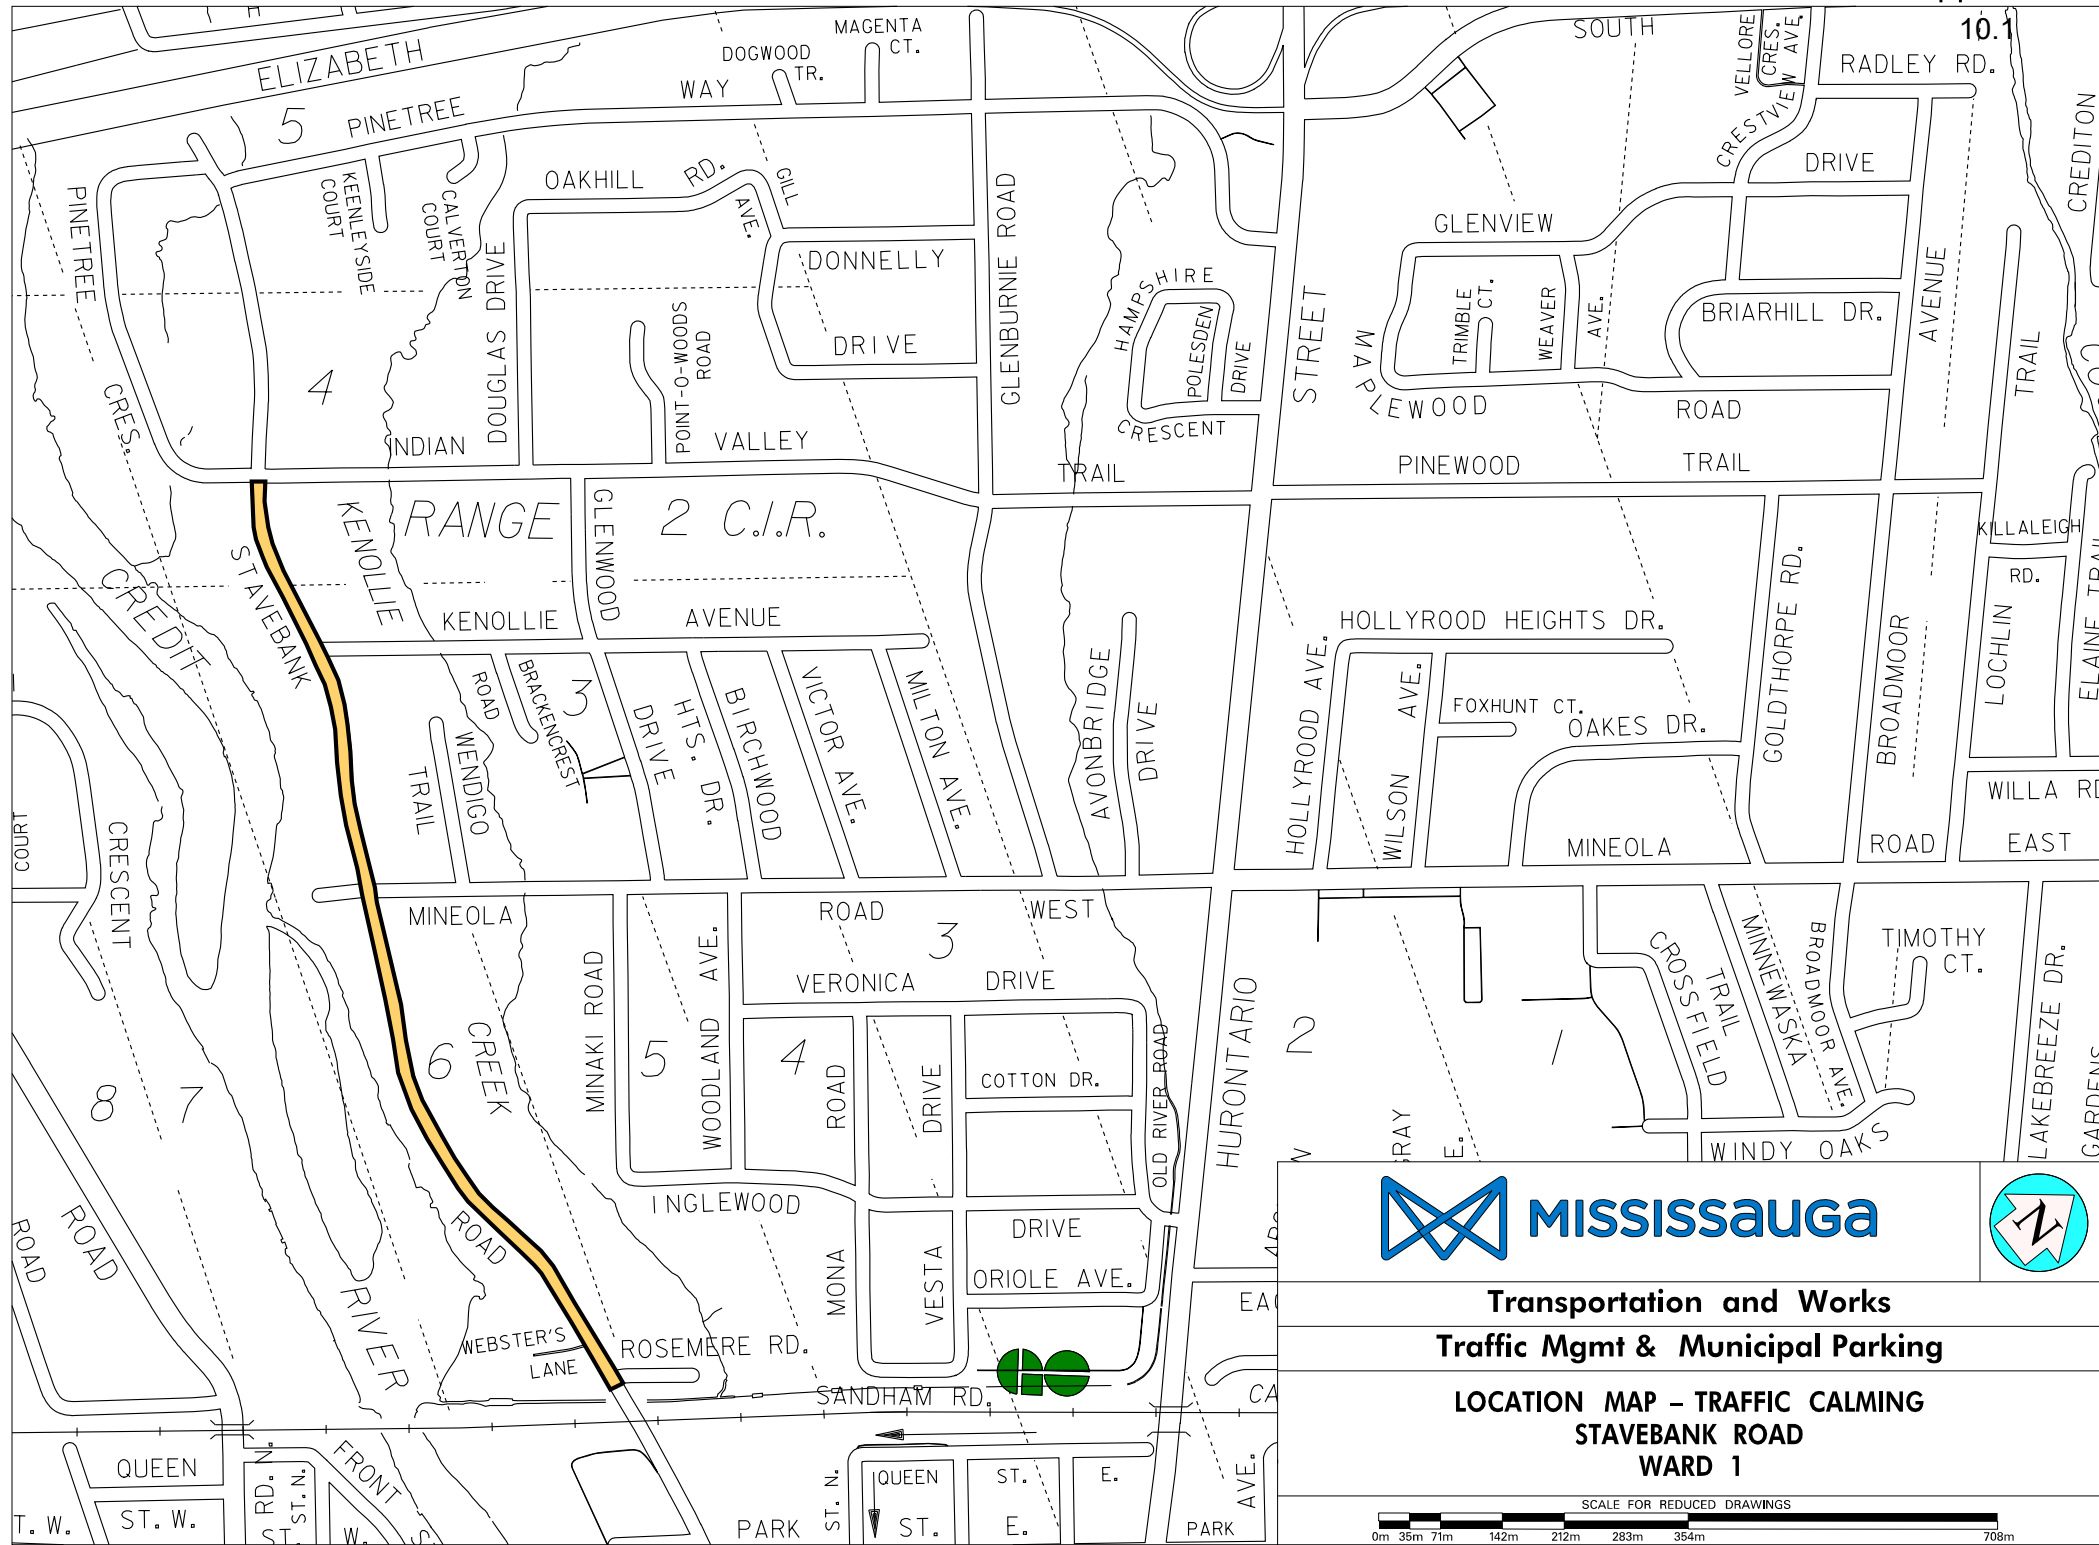 10.1
SOUTH
VELLORE
CRES.
CRESTVIEW AVE.
RADLEY RD.
MAGENTA
CT.
DOGWOOD
TR.
ELIZABETH
WAY
5
PINETREE
CREDITON
DRIVE
OAKHILL
RD.
GILL
AVE.
KEENLEYSIDE
COURT
CALVERTON
COURT
PINETREE
CRES.
DOUGLAS DRIVE
GLENBURNIE ROAD
DONNELLY
DRIVE
GLENVIEW
HAMPSHIRE
CRESCENT
POLESDEN
DRIVE
STREET
MAPLEWOOD
ROAD
TRIMBLE
CT.
WEAVER
AVE.
BRIARHILL DR.
AVENUE
TRAIL
POINT-O-WOODS
ROAD
4
INDIAN
VALLEY
TRAIL
PINEWOOD
TRAIL
RANGE
2 C.I.R.
KENOLLIE
GLENWOOD
STAVEBANK
CREDIT
KENOLLIE
AVENUE
KILLALEIGH
RD.
LOCHLIN
ELAINE TRAIL
HOLLYROOD HEIGHTS DR.
GOLDTHORPE RD.
BROADMOOR
HOLLYROOD AVE.
WILSON
AVE.
FOXHUNT CT.
OAKES DR.
AVONBRIDGE
DRIVE
3
ROAD
BRACKENCREST
DRIVE
HTS. DR.
BIRCHWOOD
VICTOR AVE.
MILTON AVE.
WENDIGO
TRAIL
COURT
CRESCENT
WILLA RD
MINEOLA
ROAD
EAST
MINEOLA
ROAD
WEST
3
MINAKI ROAD
WOODLAND AVE.
VERONICA
DRIVE
CROSSFIELD
TRAIL
MINNEWASKA
BROADMOOR AVE.
TIMOTHY
CT.
LAKEBREEZE DR.
GARDENS
HURONTARIO
2
1
8
7
6
CREEK
5
4
ROAD
DRIVE
COTTON DR.
OLD RIVER ROAD
WINDY OAKS
INGLEWOOD
DRIVE
MONA
VESTA
ORIOLE AVE.
ROAD
ROAD
ROAD
RIVER
WEBSTER'S
LANE
ROSEMERE RD.
SANDHAM RD.
MISSISSauGa
N
Transportation and Works
Traffic Mgmt & Municipal Parking
LOCATION MAP – TRAFFIC CALMING
STAVEBANK ROAD
WARD 1
SCALE FOR REDUCED DRAWINGS
0m 35m 71m 142m 212m 283m 354m 708m
QUEEN
ST. W.
T. W.
RD. N.
ST. N.
ST.
W.
FRONT
PARK
ST. N.
QUEEN
ST.
E.
ST.
E.
PARK
AVE.